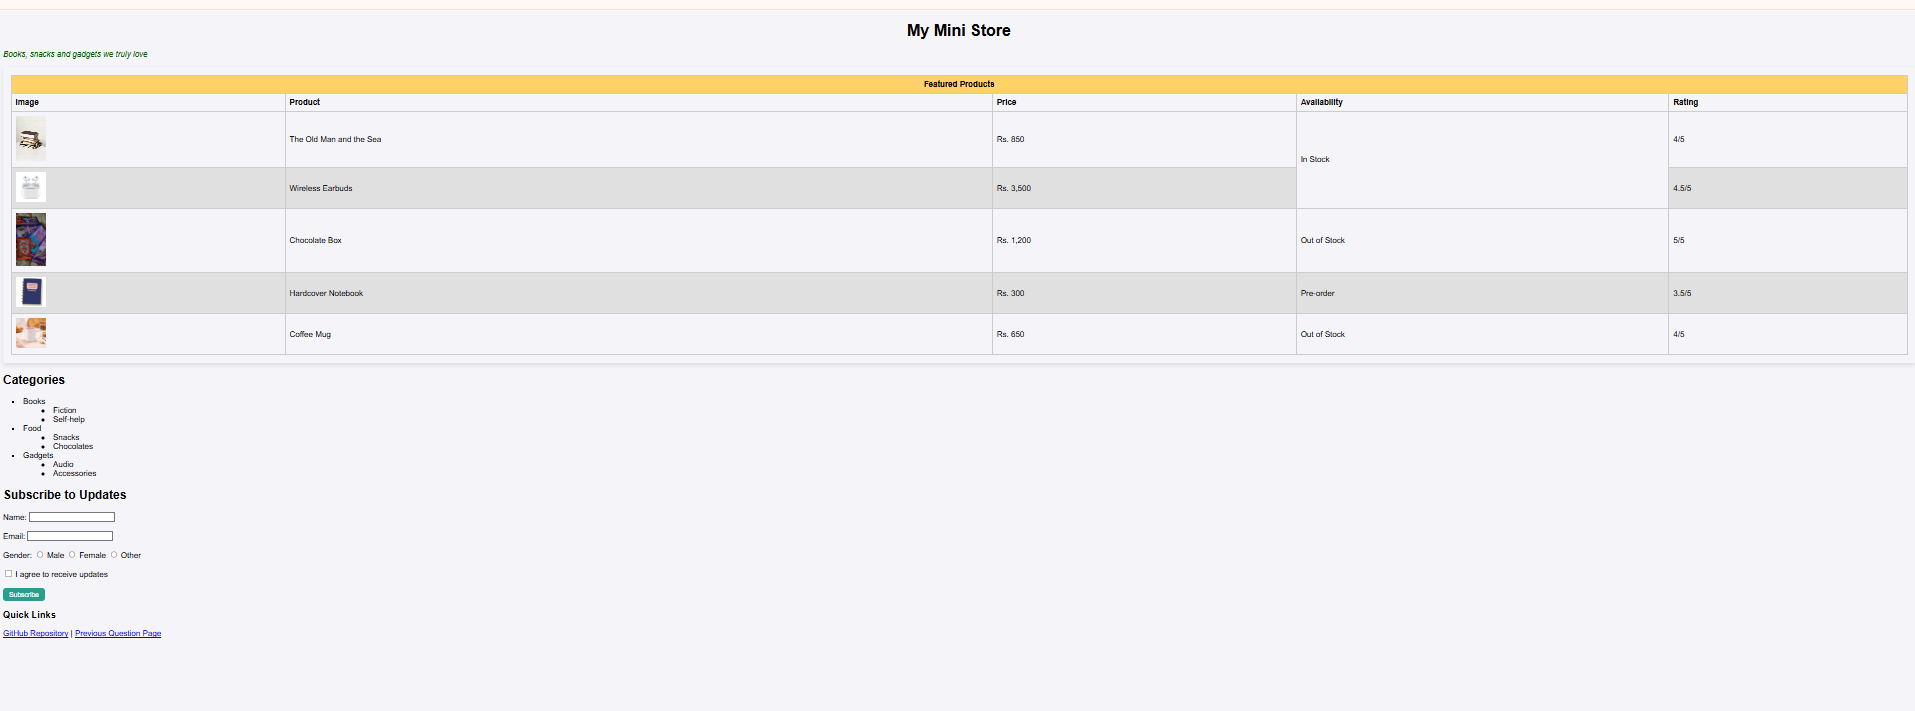 My Mini Store
Books, snacks and gadgets we truly love
Featured Products
Image Product Price Availability Rating
The Old Man and the Sea Rs. 850 In Stock 4/5
Wireless Earbuds Rs. 3,500 4.5/5
Chocolate Box Rs. 1,200 Out of Stock 5/5
Hardcover Notebook Rs. 300 Pre-order 3.5/5
Coffee Mug Rs. 650 Out of Stock 4/5
Categories
Books
Fiction
Self-help
Food
Snacks
Chocolates
Gadgets
Audio
Accessories
Subscribe to Updates
Name:
Email:
Gender: Male Female Other
I agree to receive updates
Subscribe
Quick Links
GitHub Repository | Previous Question Page